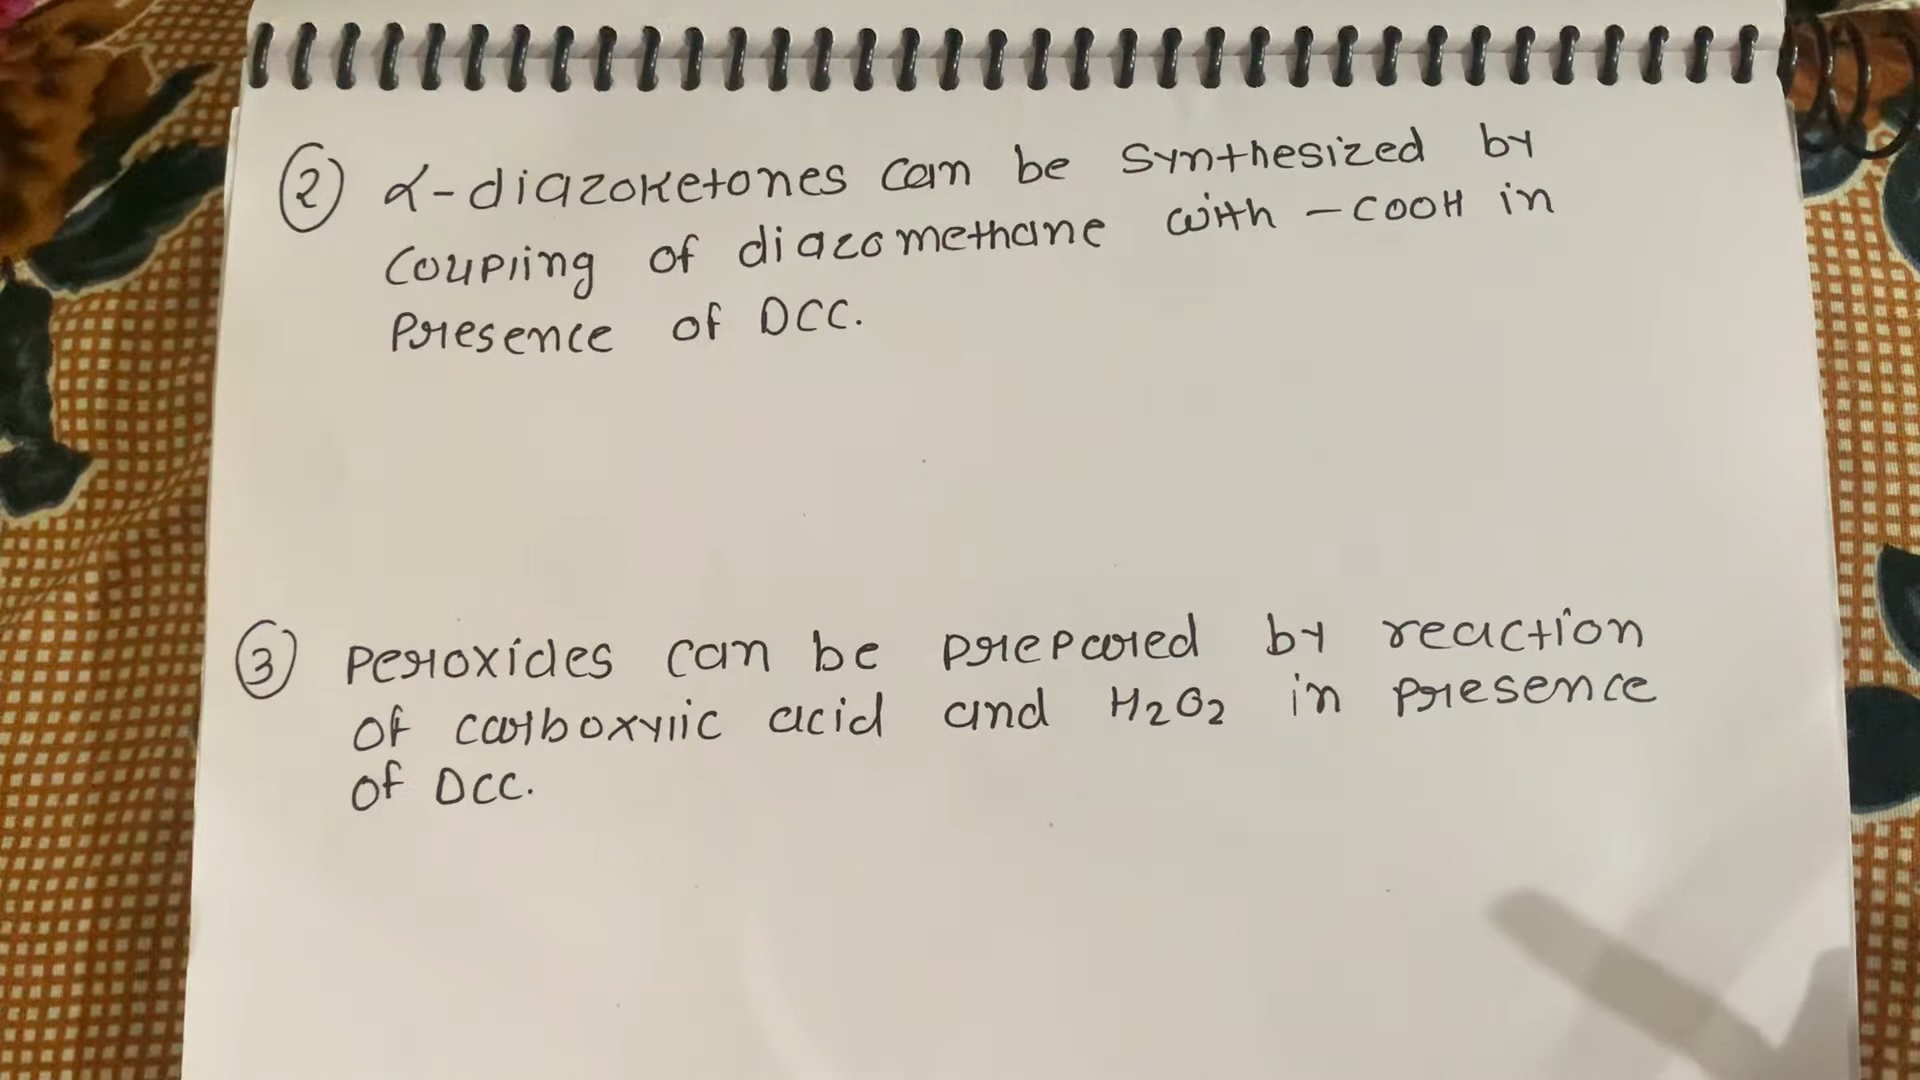 ② α-diazoketones can be synthesized by
coupling of diazomethane with -COOH in
presence of DCC.
③ peroxides can be prepared by reaction
of carboxylic acid and H₂O₂ in presence
of DCC.